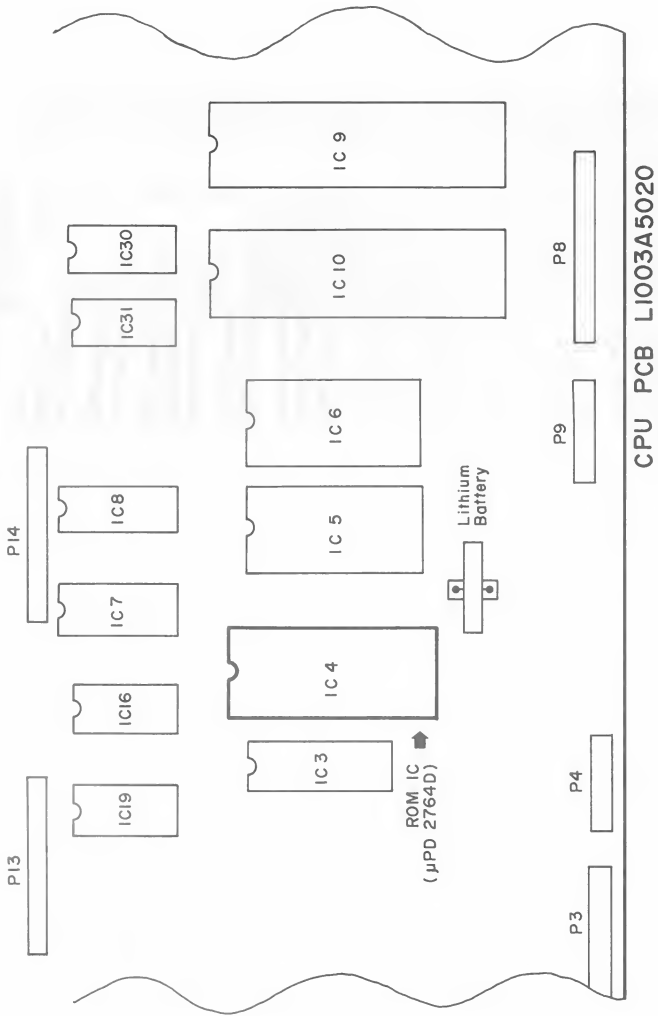 P13
P14
IC19
IC16
IC7
IC8
IC31
IC30
IC3
IC4
IC5
IC6
IC10
IC9
ROM IC
(μPD 2764D)
Lithium
Battery
P3
P4
P9
P8
CPU PCB L1003A5020